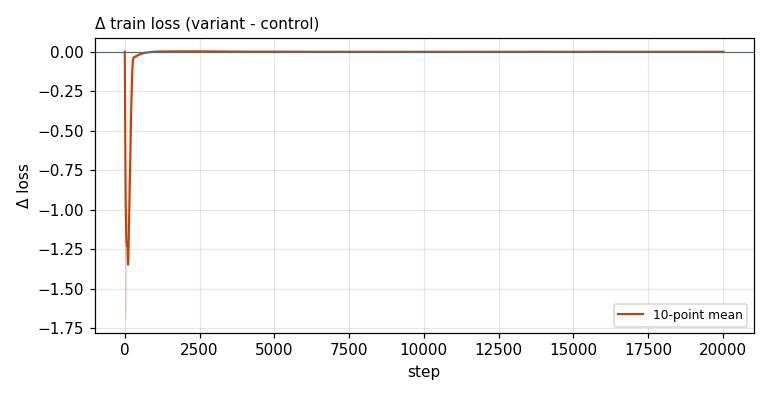 Δ train loss (variant - control)
0.00
−0.25
−0.50
−0.75
−1.00
−1.25
−1.50
−1.75
Δ loss
10-point mean
0 2500 5000 7500 10000 12500 15000 17500 20000
step